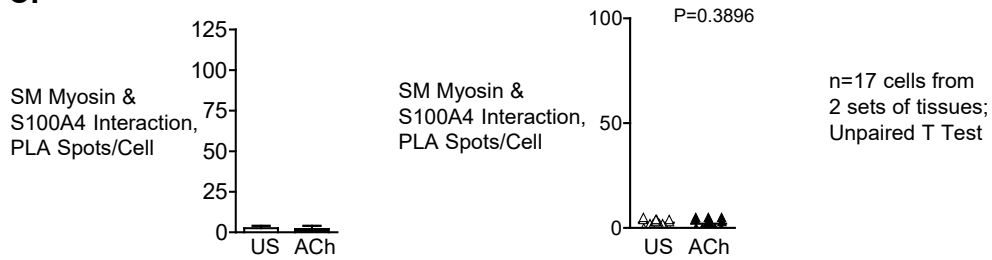 125
100
75
50
25
0
SM Myosin &
S100A4 Interaction,
PLA Spots/Cell
US ACh
100
50
0
P=0.3896
SM Myosin &
S100A4 Interaction,
PLA Spots/Cell
US ACh
n=17 cells from
2 sets of tissues;
Unpaired T Test